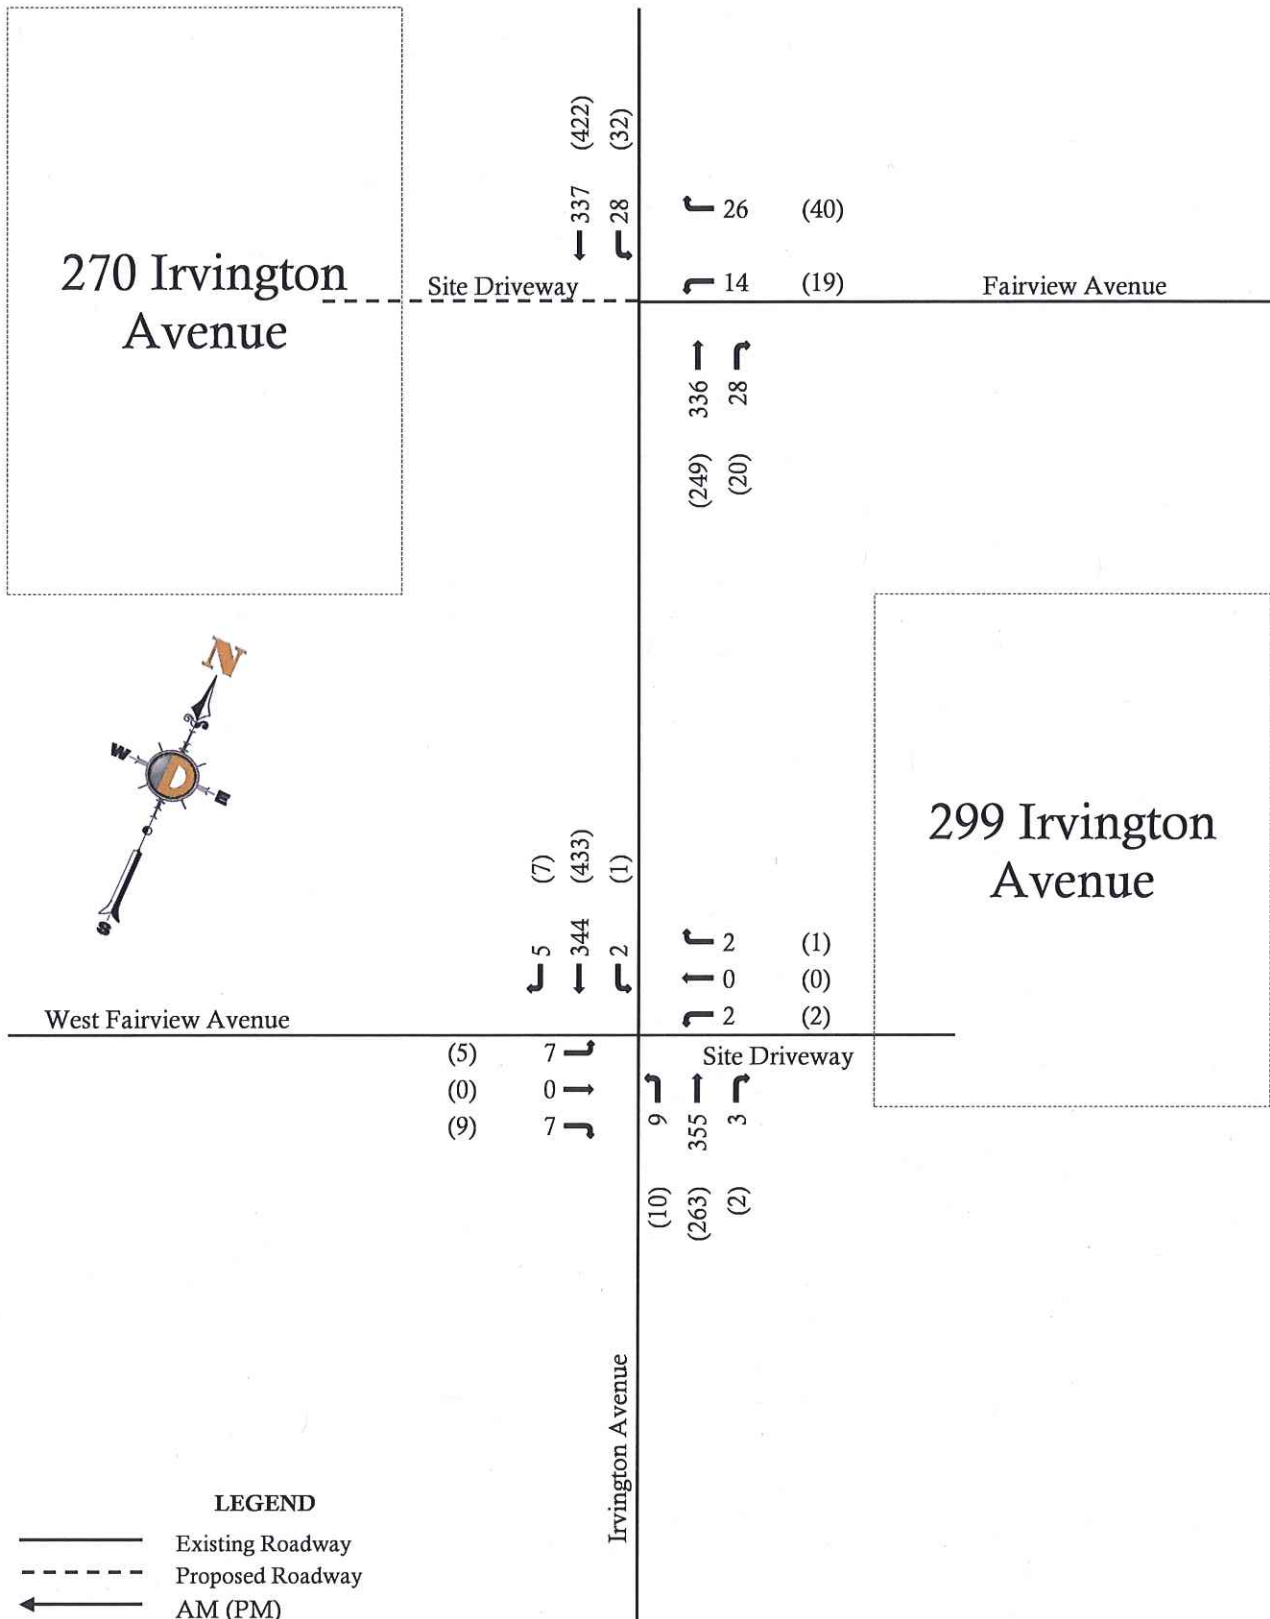 (422)
(32)
337
28
26 (40)
270 Irvington
Avenue
Site Driveway
14 (19)
Fairview Avenue
336
28
(249)
(20)
N
W
E
S
D
299 Irvington
Avenue
(7)
(433)
(1)
5
344
2
2 (1)
0 (0)
2 (2)
West Fairview Avenue
Site Driveway
(5) 7
(0) 0
(9) 7
9
355
3
(10)
(263)
(2)
Irvington Avenue
LEGEND
Existing Roadway
Proposed Roadway
AM (PM)